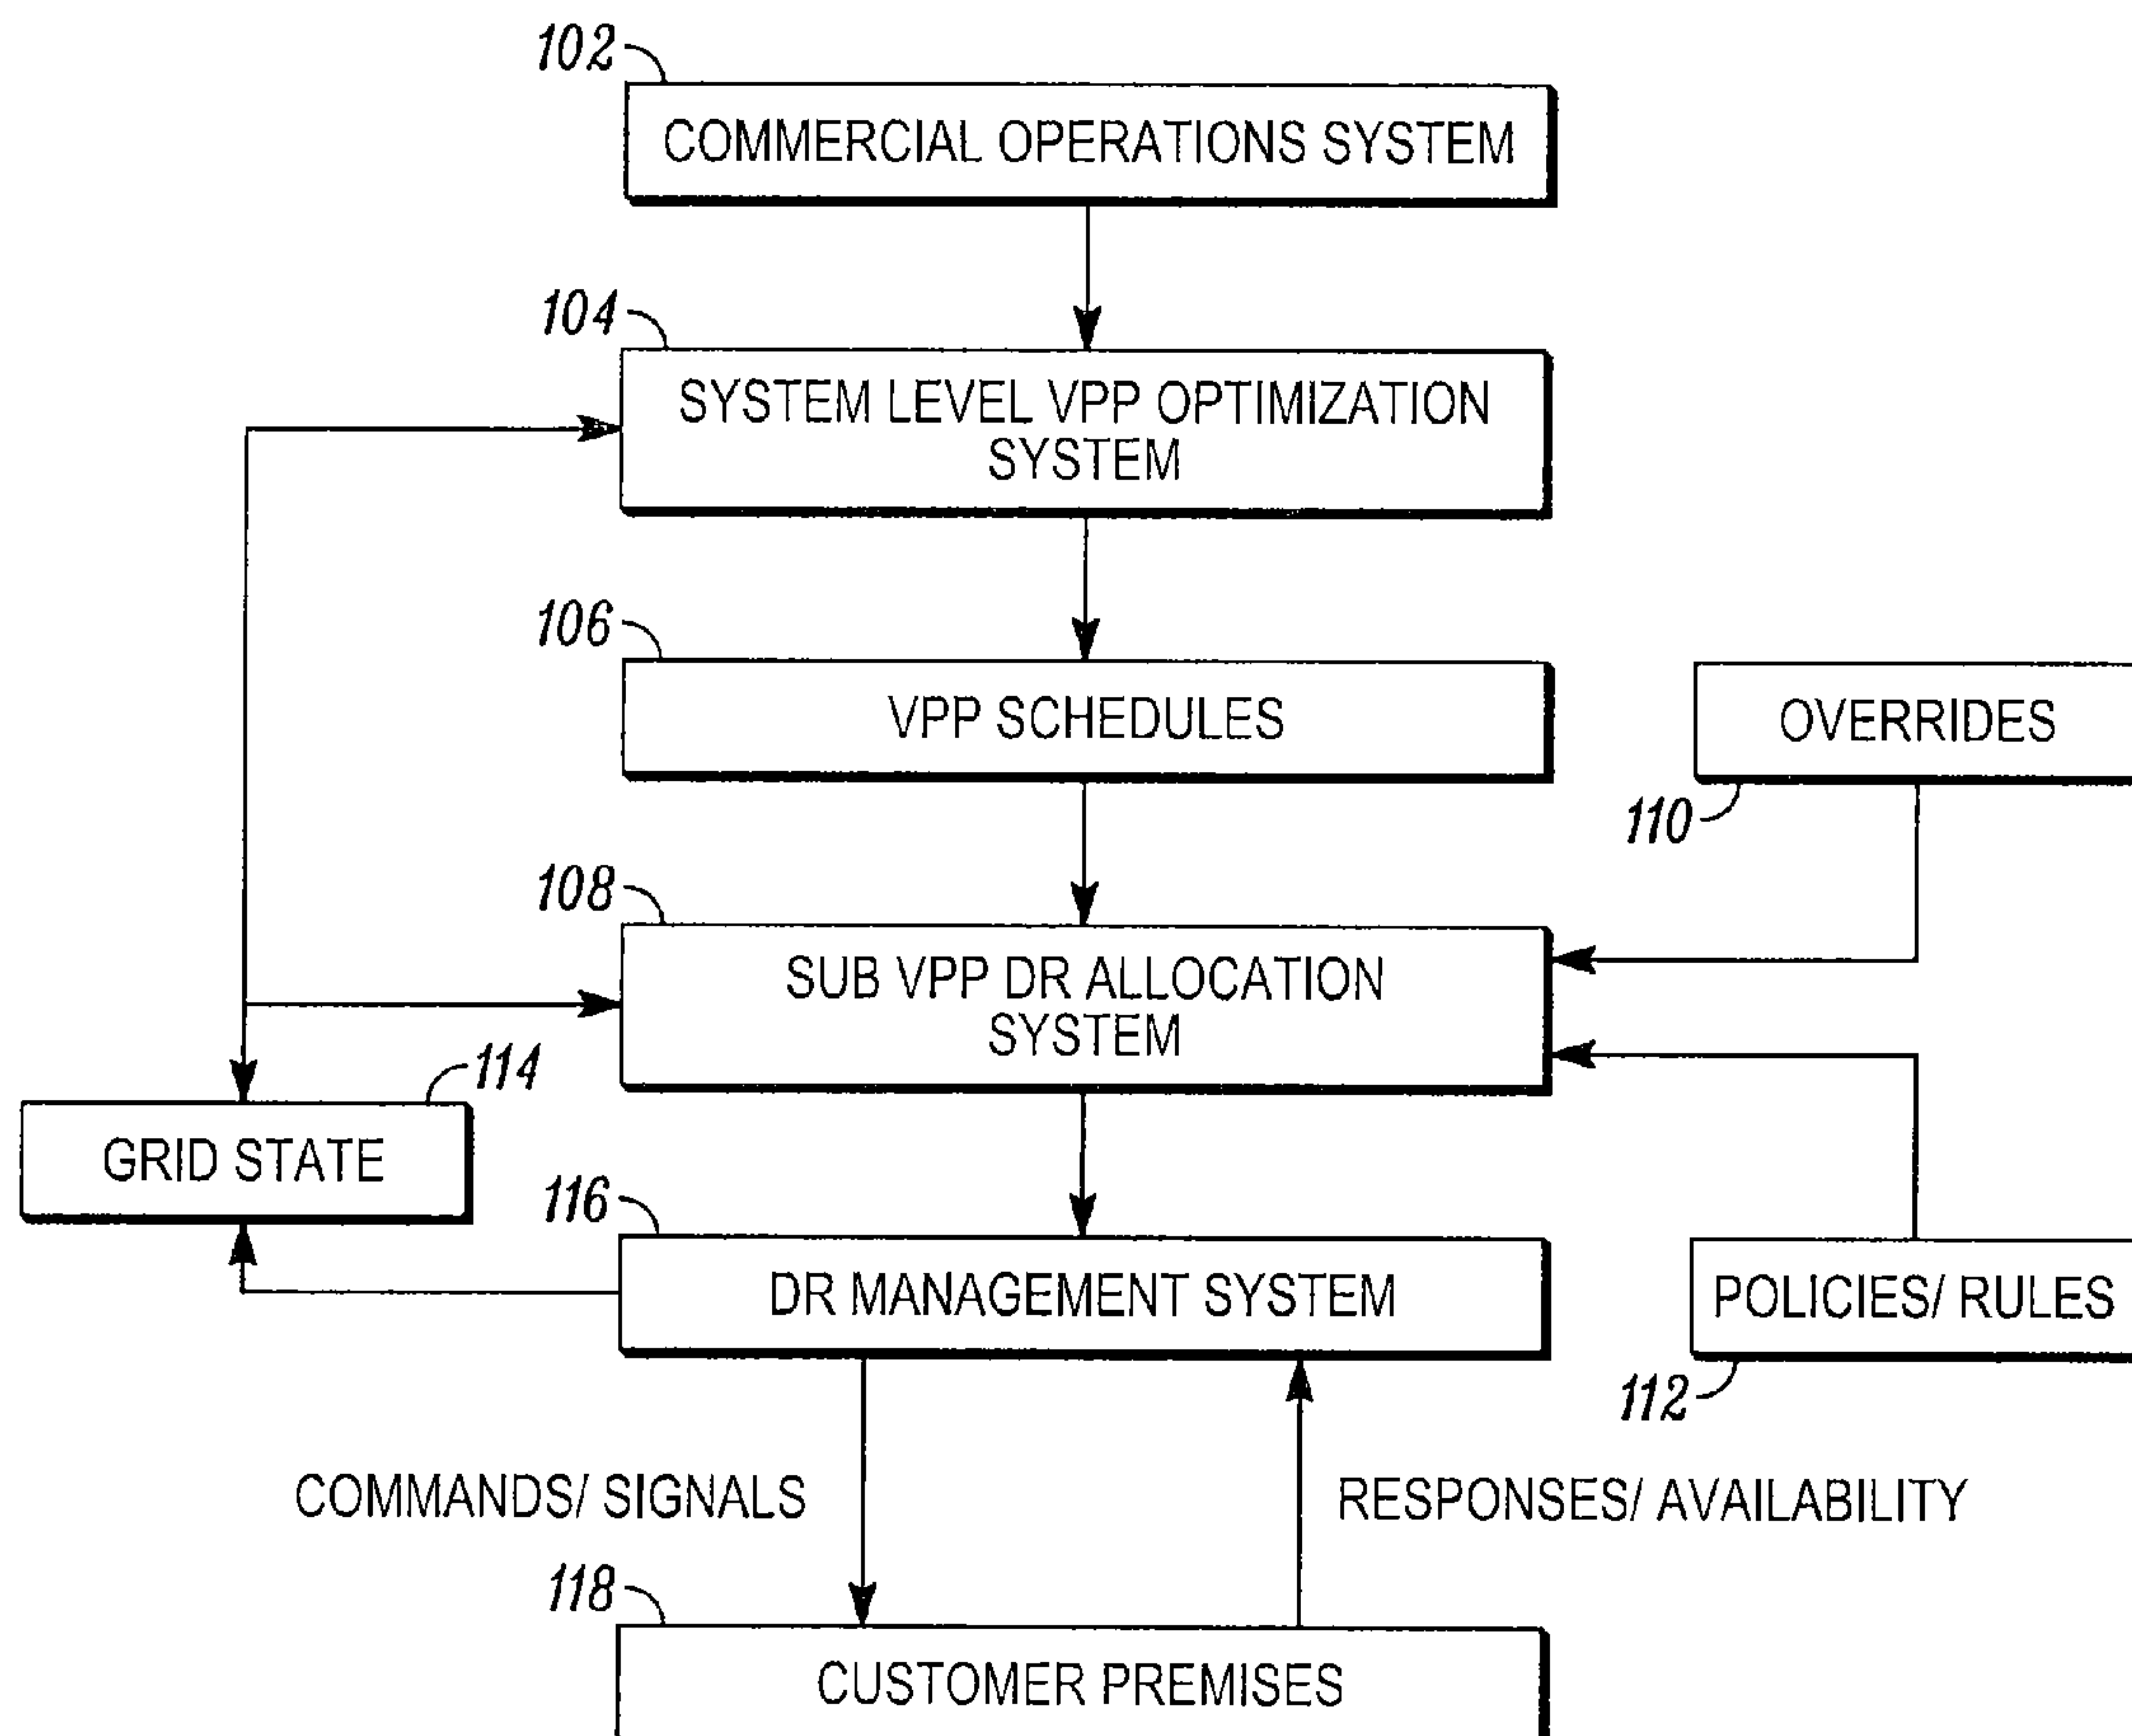 102
COMMERCIAL OPERATIONS SYSTEM
104
SYSTEM LEVEL VPP OPTIMIZATION
SYSTEM
106
VPP SCHEDULES
OVERRIDES
110
108
SUB VPP DR ALLOCATION
SYSTEM
114
GRID STATE
116
DR MANAGEMENT SYSTEM
POLICIES/ RULES
112
COMMANDS/ SIGNALS
RESPONSES/ AVAILABILITY
118
CUSTOMER PREMISES